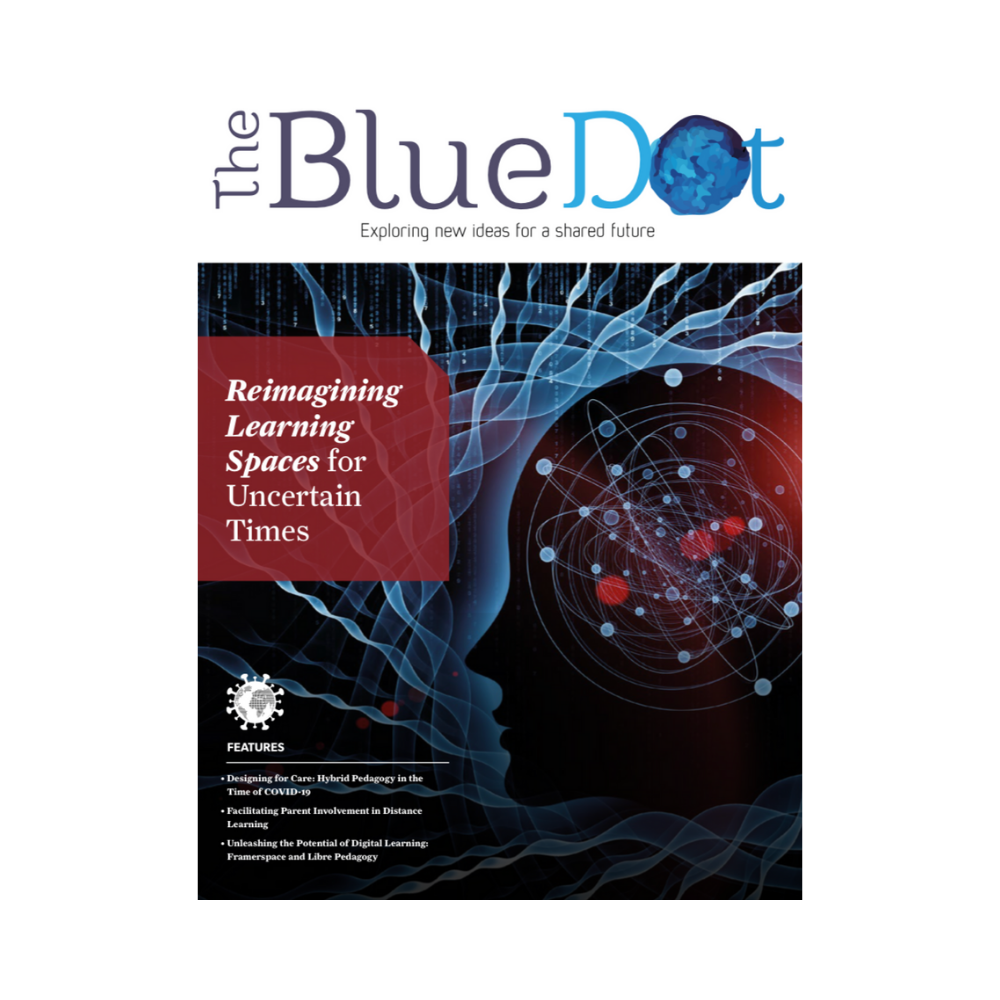 The Blue Dot
Exploring new ideas for a shared future
Reimagining
Learning
Spaces for
Uncertain
Times
FEATURES
• Designing for Care: Hybrid Pedagogy in the
Time of COVID-19
• Facilitating Parent Involvement in Distance
Learning
• Unleashing the Potential of Digital Learning:
Framerspace and Libre Pedagogy